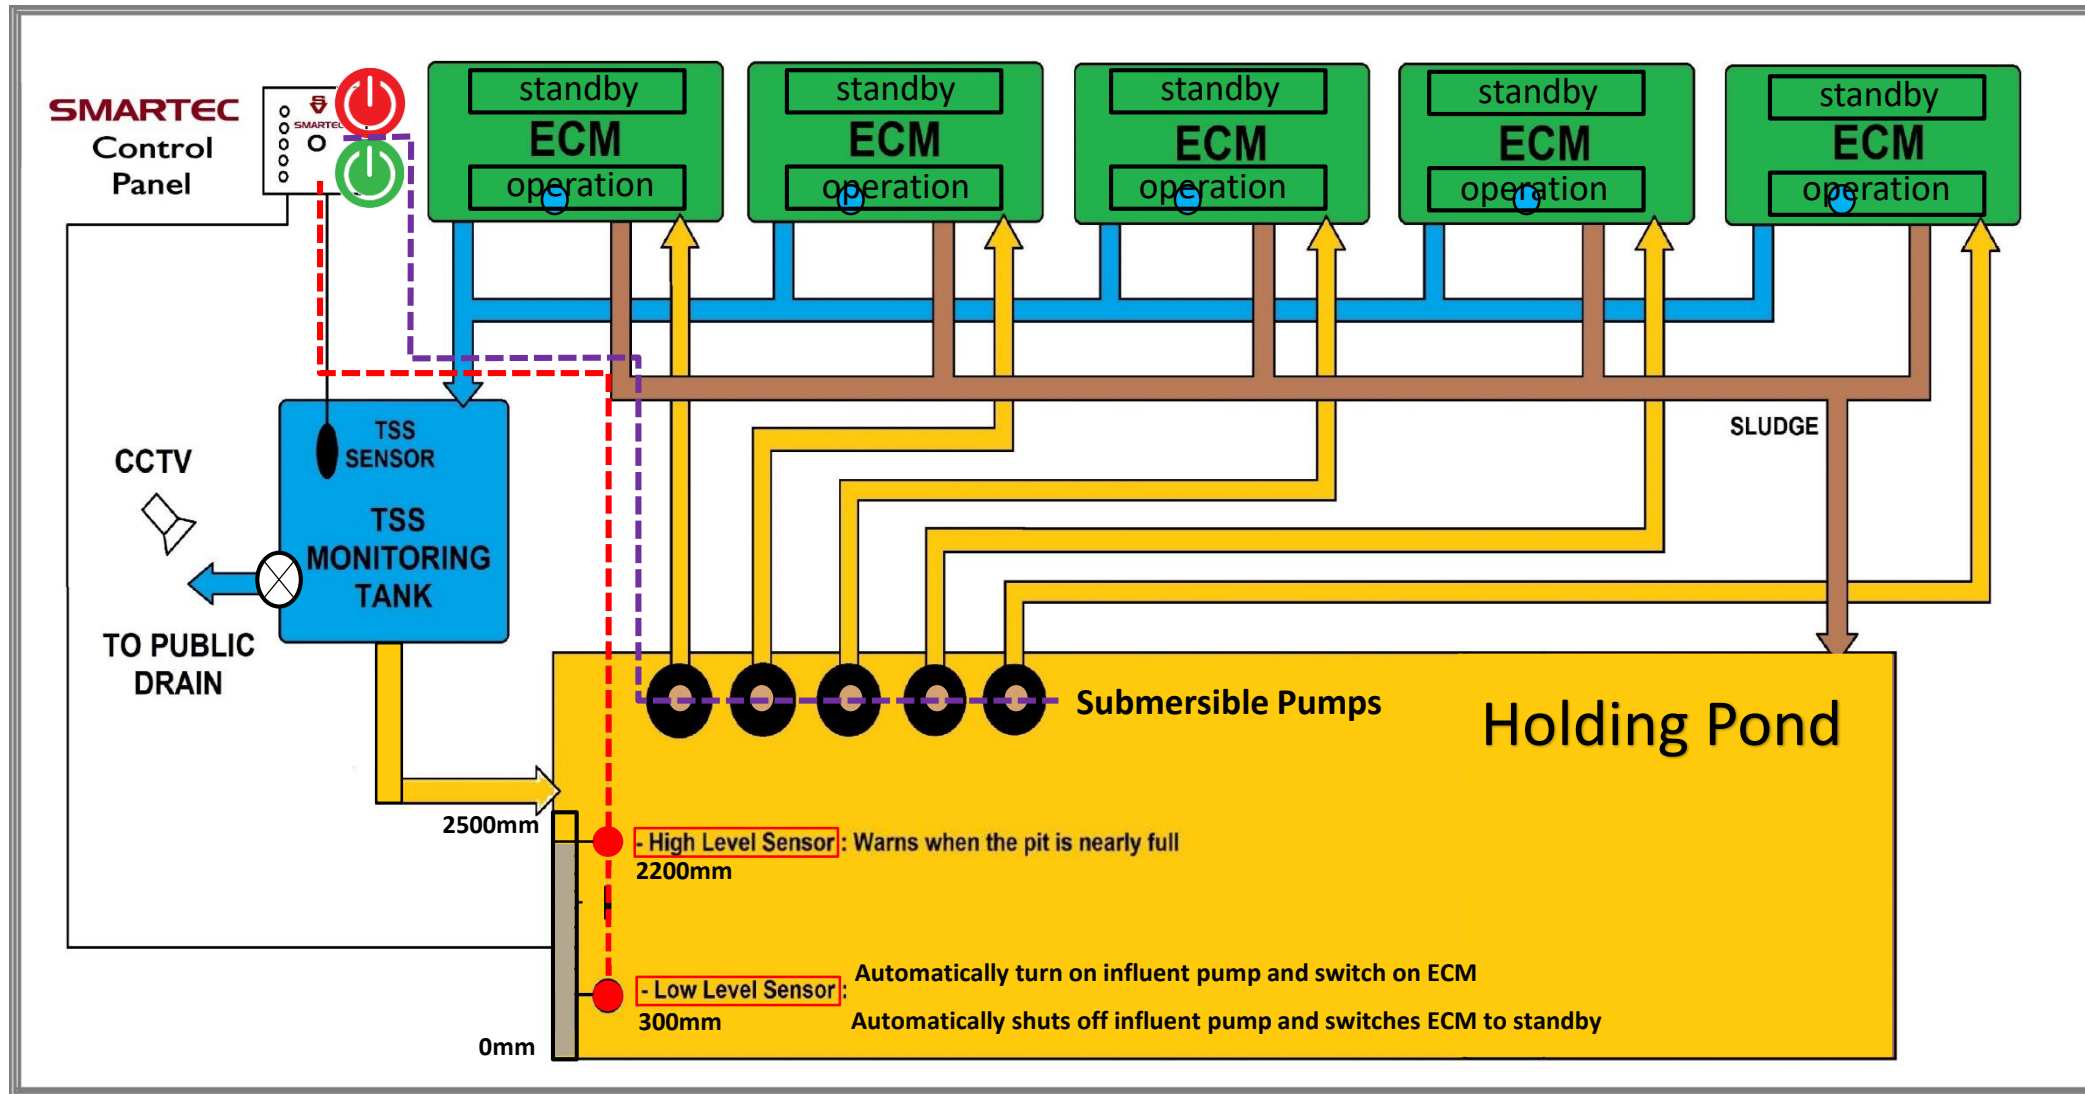 SMARTEC
Control
Panel
SMARTEC
standby
ECM
operation
standby
ECM
operation
standby
ECM
operation
standby
ECM
operation
standby
ECM
operation
TSS
SENSOR
CCTV
TSS
MONITORING
TANK
TO PUBLIC
DRAIN
SLUDGE
Submersible Pumps
Holding Pond
2500mm
- High Level Sensor : Warns when the pit is nearly full
2200mm
Automatically turn on influent pump and switch on ECM
- Low Level Sensor :
300mm
Automatically shuts off influent pump and switches ECM to standby
0mm